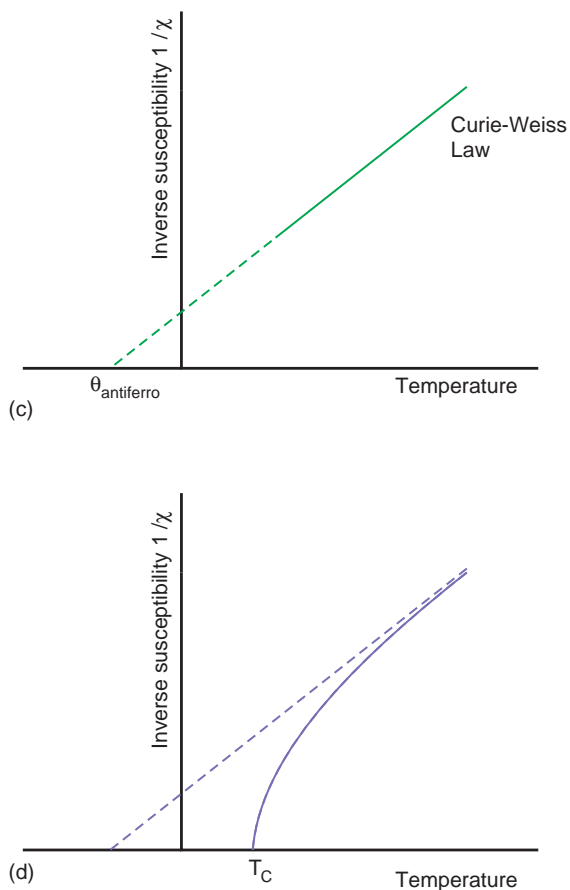 Inverse susceptibility 1 /χ
Curie-Weiss
Law
θantiferro
Temperature
(c)
Inverse susceptibility 1 /χ
TC
(d)
Temperature